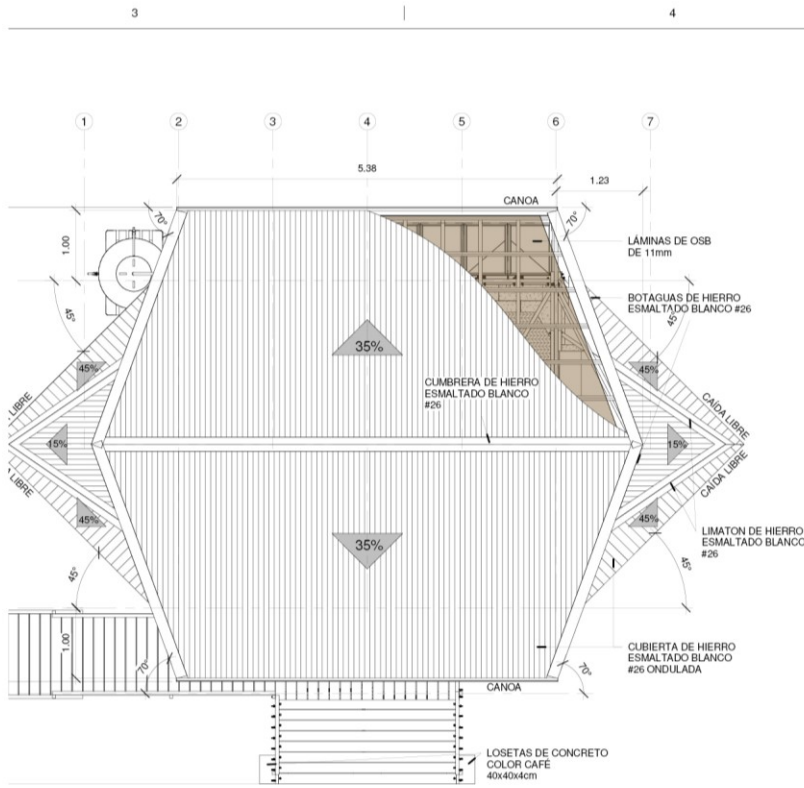 3
4
1
2
3
4
5
6
7
5.38
1.23
CANOA
70°
70°
1.00
LÁMINAS DE OSB
DE 11mm
BOTAGUAS DE HIERRO
ESMALTADO BLANCO #26
45°
45°
35%
45%
45%
CUMBRERA DE HIERRO
ESMALTADO BLANCO
#26
LIBRE
CAÍDA LIBRE
15%
15%
LIBRE
CAÍDA LIBRE
45%
45%
35%
LIMATON DE HIERRO
ESMALTADO BLANCO
#26
45°
45°
1.00
70°
70°
CUBIERTA DE HIERRO
ESMALTADO BLANCO
#26 ONDULADA
CANOA
LOSETAS DE CONCRETO
COLOR CAFÉ
40x40x4cm